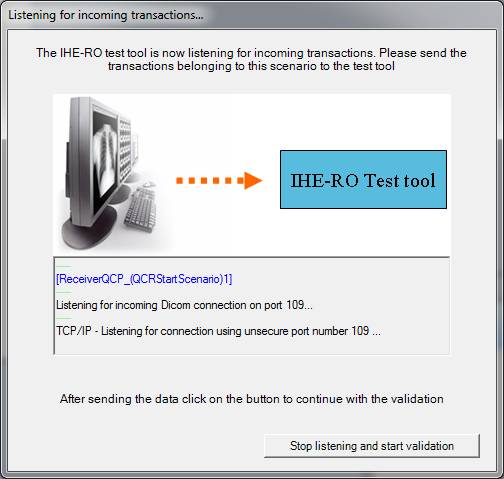 Listening for incoming transactions...
The IHE-RO test tool is now listening for incoming transactions. Please send the
transactions belonging to this scenario to the test tool
IHE-RO Test tool
[ReceiverQCP_(QCRStartScenario)1]
Listening for incoming Dicom connection on port 109...
TCP/IP - Listening for connection using unsecure port number 109 ...
After sending the data click on the button to continue with the validation
Stop listening and start validation